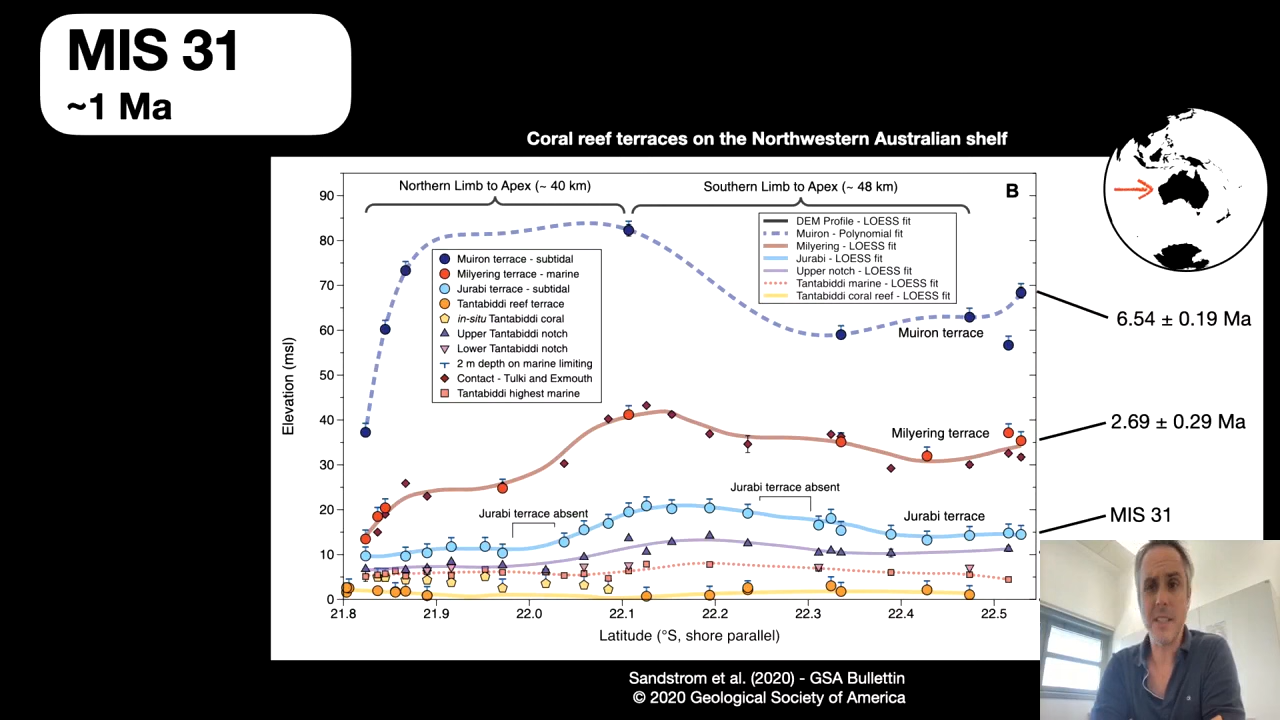 MIS 31
~1 Ma
Coral reef terraces on the Northwestern Australian shelf
Northern Limb to Apex (~ 40 km)
Southern Limb to Apex (~ 48 km)
B
DEM Profile - LOESS fit
Muiron - Polynomial fit
Milyering - LOESS fit
Jurabi - LOESS fit
Upper notch - LOESS fit
Tantabiddi marine - LOESS fit
Tantabiddi coral reef - LOESS fit
Muiron terrace - subtidal
Milyering terrace - marine
Jurabi terrace - subtidal
Tantabiddi reef terrace
in-situ Tantabiddi coral
Upper Tantabiddi notch
Lower Tantabiddi notch
2 m depth on marine limiting
Contact - Tulki and Exmouth
Tantabiddi highest marine
Muiron terrace
Milyering terrace
Jurabi terrace absent
Jurabi terrace absent
Jurabi terrace
6.54 ± 0.19 Ma
2.69 ± 0.29 Ma
MIS 31
Elevation (msl)
90
80
70
60
50
40
30
20
10
0
21.8 21.9 22.0 22.1 22.2 22.3 22.4 22.5
Latitude (°S, shore parallel)
Sandstrom et al. (2020) - GSA Bullettin
© 2020 Geological Society of America